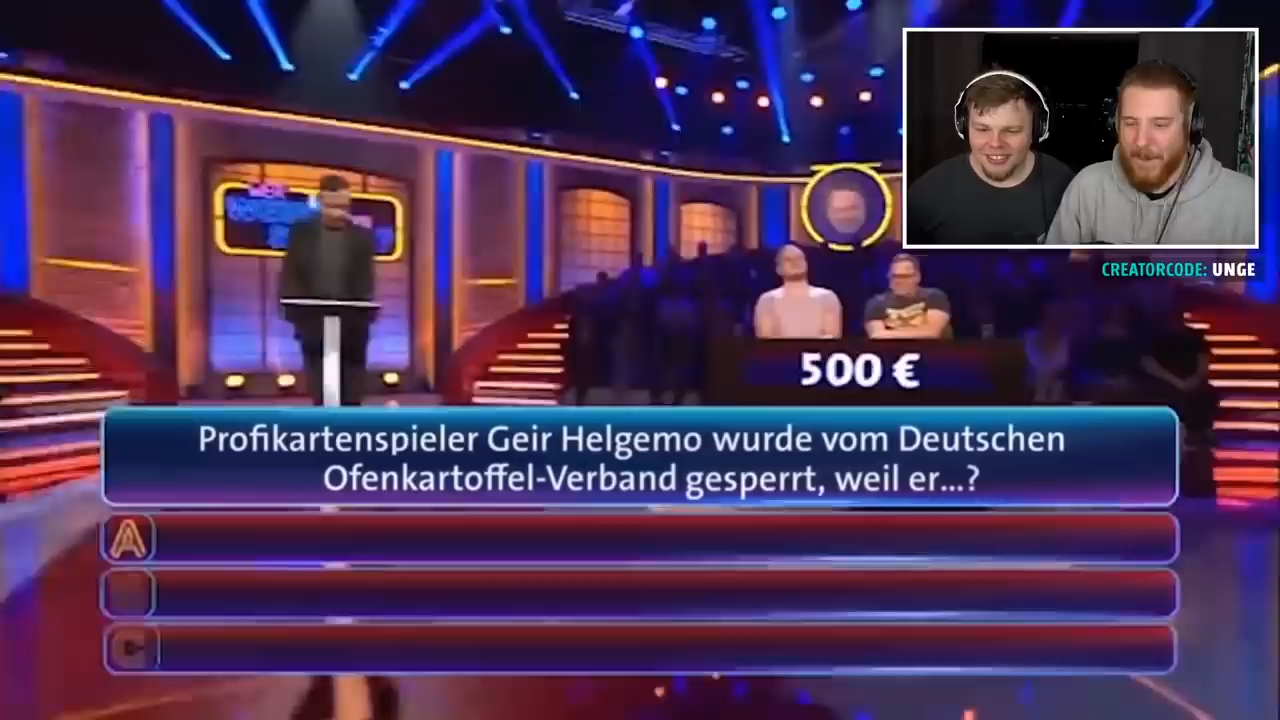 CREATORCODE: UNGE
500 €
Profikartenspieler Geir Helgemo wurde vom Deutschen
Ofenkartoffel-Verband gesperrt, weil er...?
A